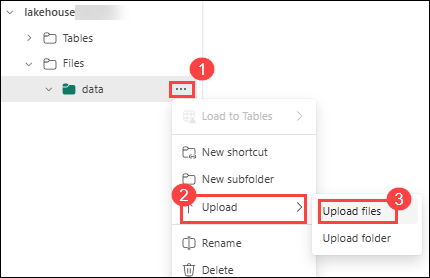 lakehouse
Tables
Files
data
1
...
Load to Tables
New shortcut
New subfolder
2
Upload
3
Upload files
Upload folder
Rename
Delete